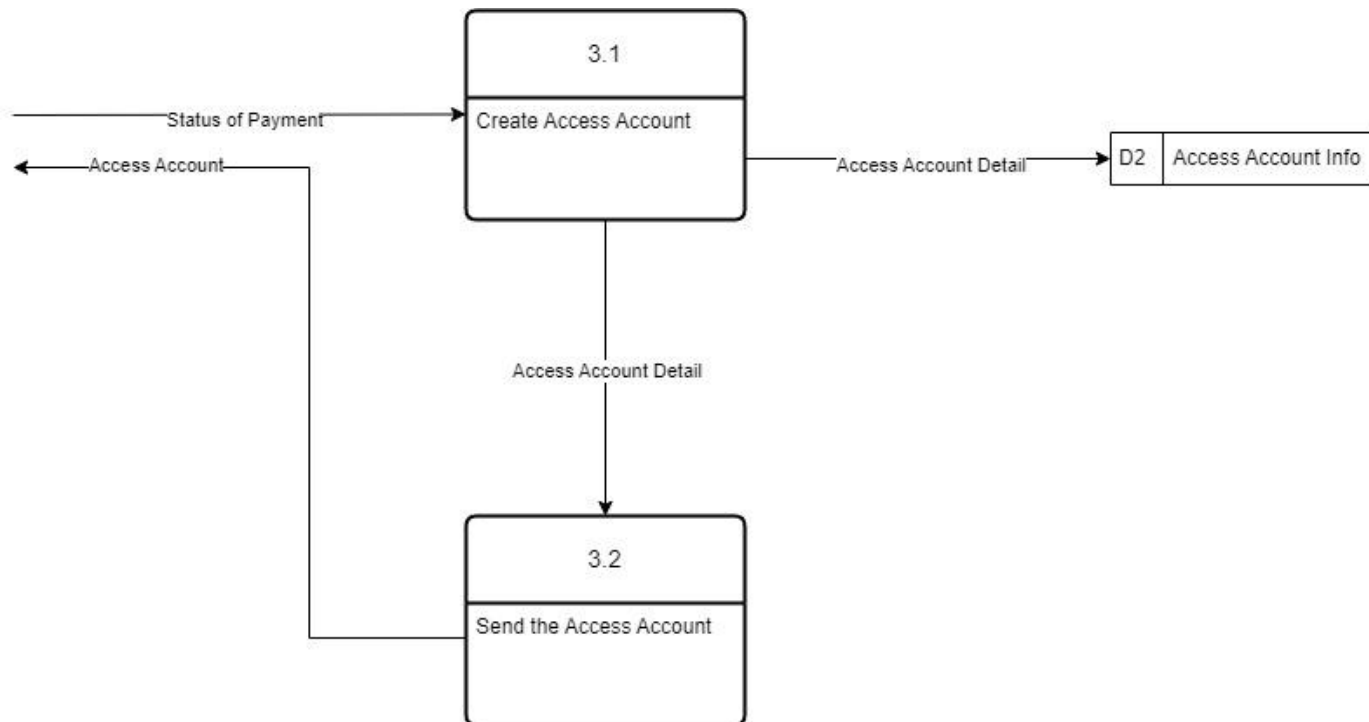 3.1
Status of Payment
Create Access Account
Access Account
Access Account Detail
D2
Access Account Info
Access Account Detail
3.2
Send the Access Account